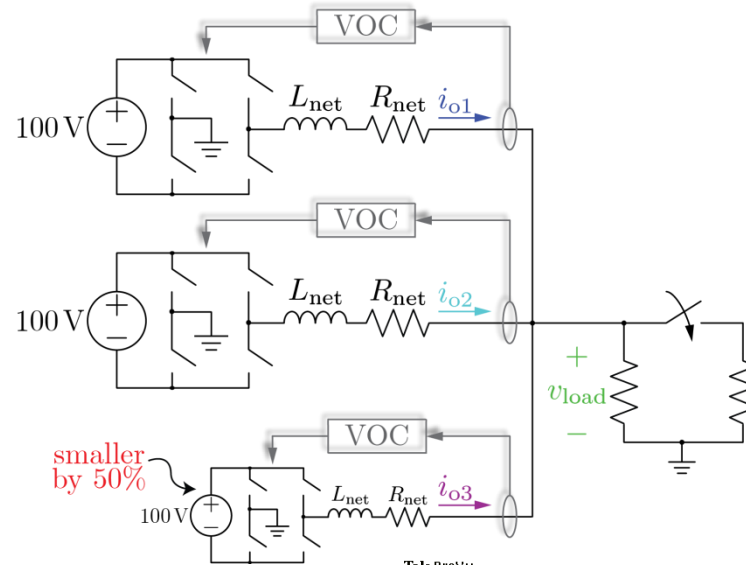 VOC
100 V
+
−
L_net
R_net
i_o1
VOC
100 V
+
−
L_net
R_net
i_o2
+
v_load
−
smaller
by 50%
VOC
100 V
+
−
L_net
R_net
i_o3